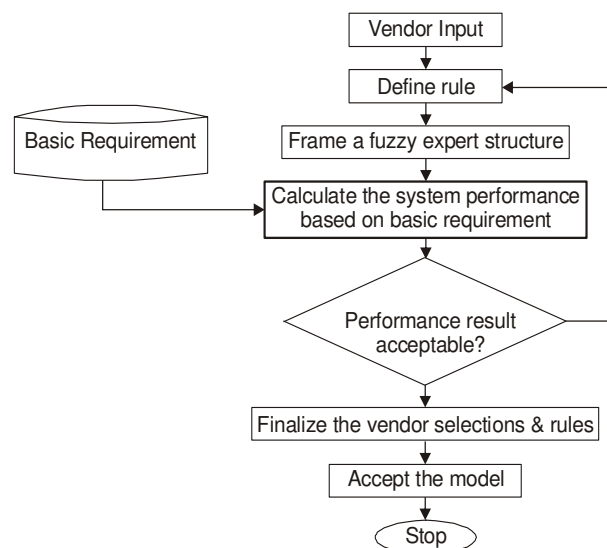 Vendor Input
Define rule
Basic Requirement
Frame a fuzzy expert structure
Calculate the system performance
based on basic requirement
Performance result
acceptable?
Finalize the vendor selections & rules
Accept the model
Stop